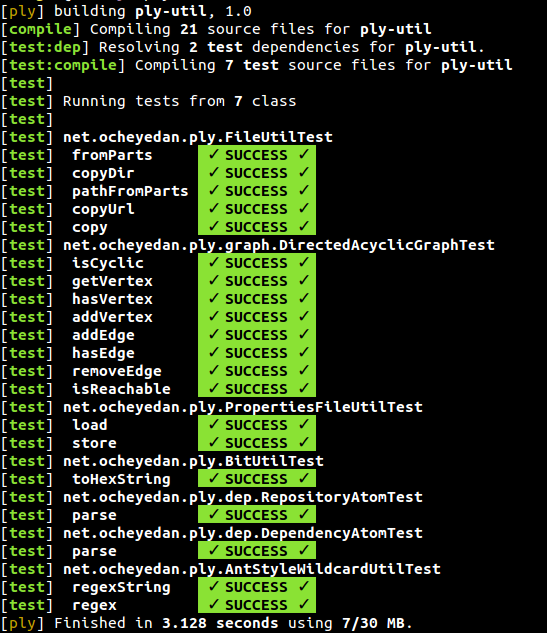 [ply] building ply-util, 1.0
[compile] Compiling 21 source files for ply-util
[test:dep] Resolving 2 test dependencies for ply-util.
[test:compile] Compiling 7 test source files for ply-util
[test]
[test] Running tests from 7 class
[test]
[test] net.ocheyedan.ply.FileUtilTest
[test] fromParts ✓ SUCCESS ✓
[test] copyDir ✓ SUCCESS ✓
[test] pathFromParts ✓ SUCCESS ✓
[test] copyUrl ✓ SUCCESS ✓
[test] copy ✓ SUCCESS ✓
[test] net.ocheyedan.ply.graph.DirectedAcyclicGraphTest
[test] isCyclic ✓ SUCCESS ✓
[test] getVertex ✓ SUCCESS ✓
[test] hasVertex ✓ SUCCESS ✓
[test] addVertex ✓ SUCCESS ✓
[test] addEdge ✓ SUCCESS ✓
[test] hasEdge ✓ SUCCESS ✓
[test] removeEdge ✓ SUCCESS ✓
[test] isReachable ✓ SUCCESS ✓
[test] net.ocheyedan.ply.PropertiesFileUtilTest
[test] load ✓ SUCCESS ✓
[test] store ✓ SUCCESS ✓
[test] net.ocheyedan.ply.BitUtilTest
[test] toHexString ✓ SUCCESS ✓
[test] net.ocheyedan.ply.dep.RepositoryAtomTest
[test] parse ✓ SUCCESS ✓
[test] net.ocheyedan.ply.dep.DependencyAtomTest
[test] parse ✓ SUCCESS ✓
[test] net.ocheyedan.ply.AntStyleWildcardUtilTest
[test] regexString ✓ SUCCESS ✓
[test] regex ✓ SUCCESS ✓
[ply] Finished in 3.128 seconds using 7/30 MB.